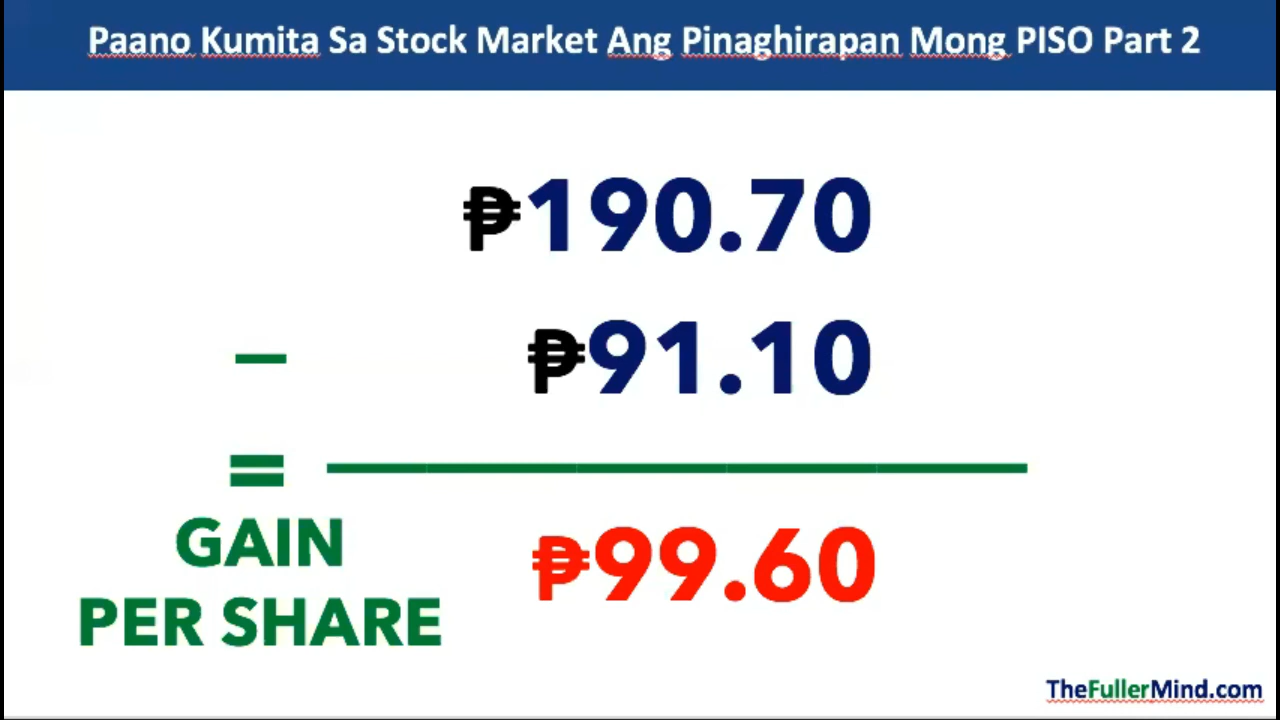 Paano Kumita Sa Stock Market Ang Pinaghirapan Mong PISO Part 2
₱190.70
− ₱91.10
=
₱99.60
GAIN
PER SHARE
TheFullerMind.com